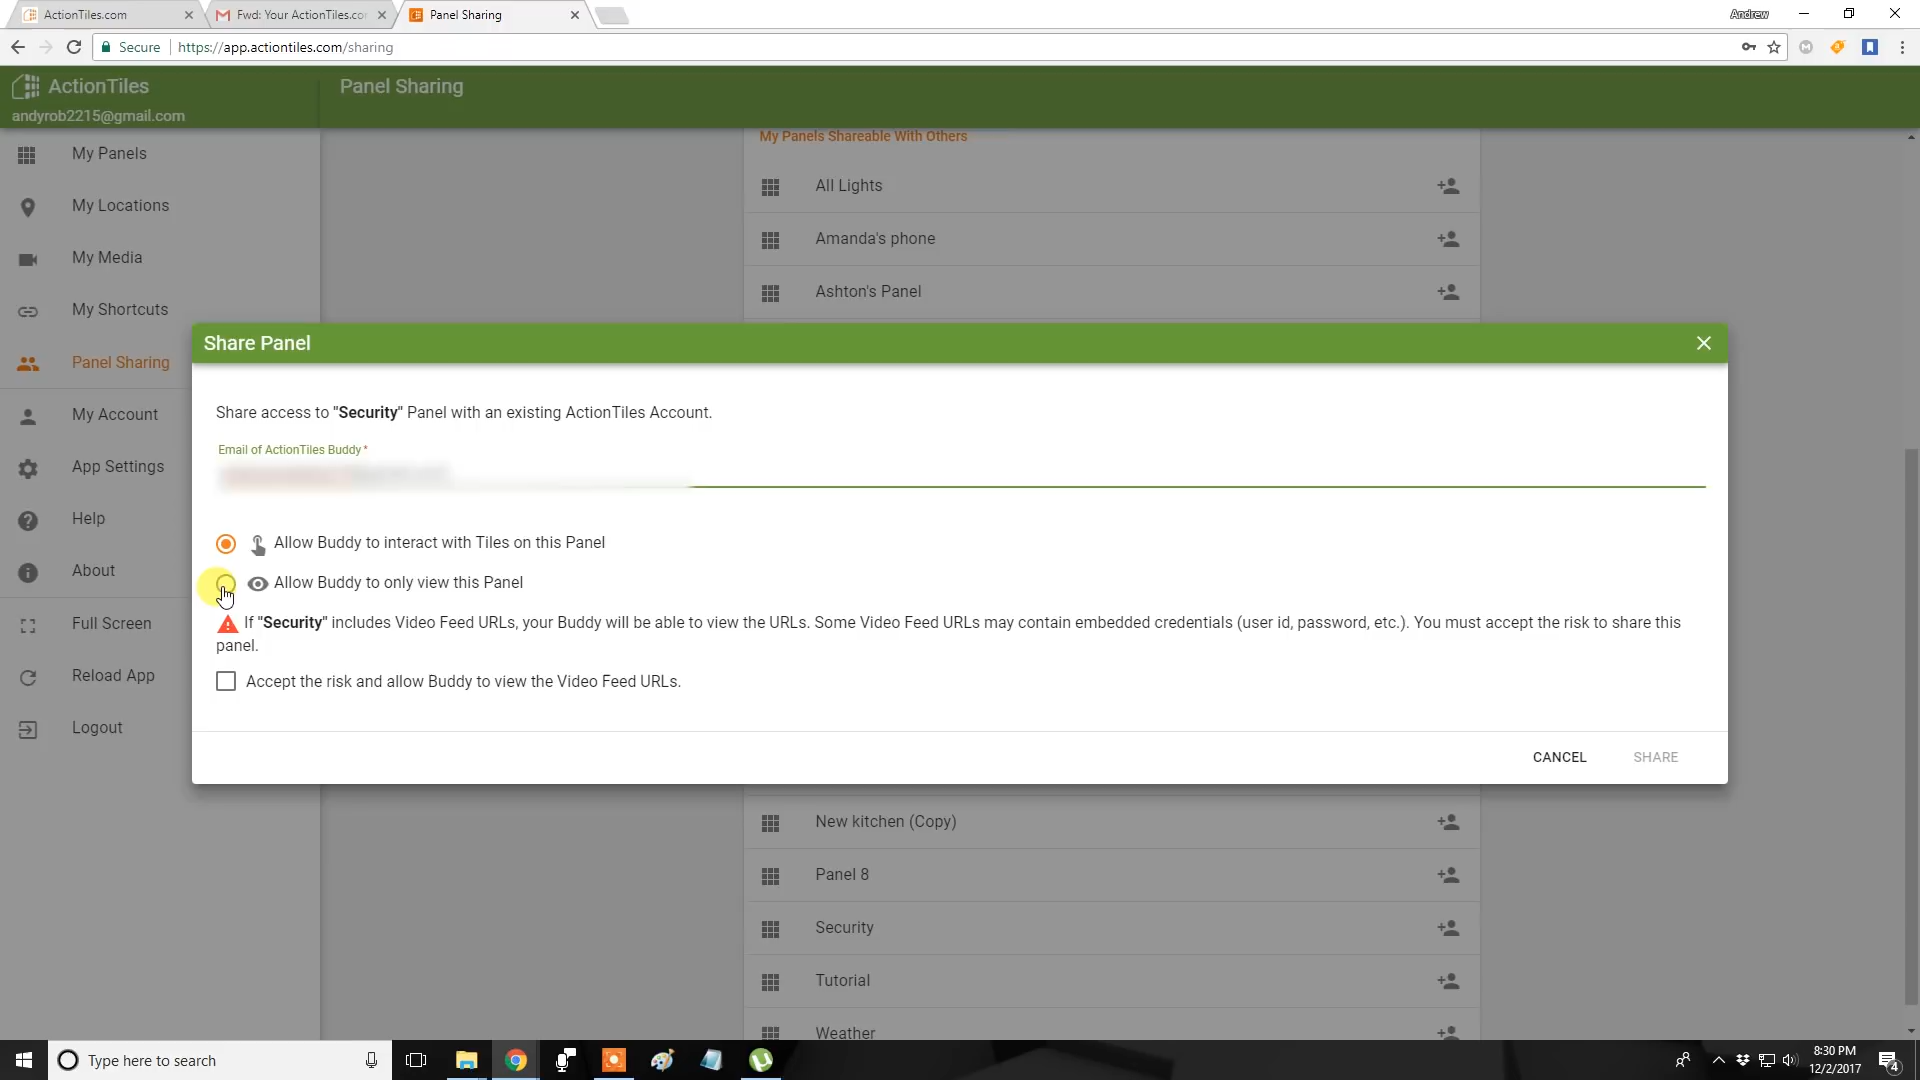 ActionTiles.com
Fwd: Your ActionTiles.co
Panel Sharing
Andrew
Secure
https://app.actiontiles.com/sharing
ActionTiles
Panel Sharing
andyrob2215@gmail.com
My Panels
My Locations
My Media
My Shortcuts
Panel Sharing
My Account
App Settings
Help
About
Full Screen
Reload App
Logout
My Panels Shareable With Others
All Lights
Amanda's phone
Ashton's Panel
Share Panel
Share access to "Security" Panel with an existing ActionTiles Account.
Email of ActionTiles Buddy*
Allow Buddy to interact with Tiles on this Panel
Allow Buddy to only view this Panel
If "Security" includes Video Feed URLs, your Buddy will be able to view the URLs. Some Video Feed URLs may contain embedded credentials (user id, password, etc.). You must accept the risk to share this
panel.
Accept the risk and allow Buddy to view the Video Feed URLs.
CANCEL
SHARE
New kitchen (Copy)
Panel 8
Security
Tutorial
Weather
Type here to search
8:30 PM
12/2/2017
4